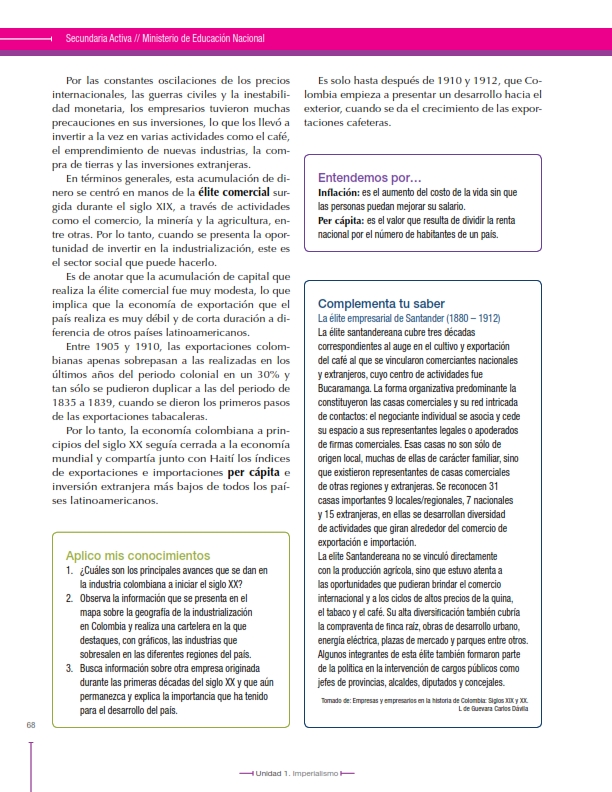 Secundaria Activa // Ministerio de Educación Nacional
Por las constantes oscilaciones de los precios
internacionales, las guerras civiles y la inestabili-
dad monetaria, los empresarios tuvieron muchas
precauciones en sus inversiones, lo que los llevó a
invertir a la vez en varias actividades como el café,
el emprendimiento de nuevas industrias, la com-
pra de tierras y las inversiones extranjeras.
En términos generales, esta acumulación de di-
nero se centró en manos de la élite comercial sur-
gida durante el siglo XIX, a través de actividades
como el comercio, la minería y la agricultura, en-
tre otras. Por lo tanto, cuando se presenta la opor-
tunidad de invertir en la industrialización, este es
el sector social que puede hacerlo.
Es de anotar que la acumulación de capital que
realiza la élite comercial fue muy modesta, lo que
implica que la economía de exportación que el
país realiza es muy débil y de corta duración a di-
ferencia de otros países latinoamericanos.
Entre 1905 y 1910, las exportaciones colom-
bianas apenas sobrepasan a las realizadas en los
últimos años del periodo colonial en un 30% y
tan sólo se pudieron duplicar a las del periodo de
1835 a 1839, cuando se dieron los primeros pasos
de las exportaciones tabacaleras.
Por lo tanto, la economía colombiana a prin-
cipios del siglo XX seguía cerrada a la economía
mundial y compartía junto con Haití los índices
de exportaciones e importaciones per cápita e
inversión extranjera más bajos de todos los paí-
ses latinoamericanos.
Aplico mis conocimientos
1. ¿Cuáles son los principales avances que se dan en
la industria colombiana a iniciar el siglo XX?
2. Observa la información que se presenta en el
mapa sobre la geografía de la industrialización
en Colombia y realiza una cartelera en la que
destaques, con gráficos, las industrias que
sobresalen en las diferentes regiones del país.
3. Busca información sobre otra empresa originada
durante las primeras décadas del siglo XX y que aún
permanezca y explica la importancia que ha tenido
para el desarrollo del país.
Es solo hasta después de 1910 y 1912, que Co-
lombia empieza a presentar un desarrollo hacia el
exterior, cuando se da el crecimiento de las expor-
taciones cafeteras.
Entendemos por...
Inflación: es el aumento del costo de la vida sin que
las personas puedan mejorar su salario.
Per cápita: es el valor que resulta de dividir la renta
nacional por el número de habitantes de un país.
Complementa tu saber
La élite empresarial de Santander (1880 – 1912)
La élite santandereana cubre tres décadas
correspondientes al auge en el cultivo y exportación
del café al que se vincularon comerciantes nacionales
y extranjeros, cuyo centro de actividades fue
Bucaramanga. La forma organizativa predominante la
constituyeron las casas comerciales y su red intricada
de contactos: el negociante individual se asocia y cede
su espacio a sus representantes legales o apoderados
de firmas comerciales. Esas casas no son sólo de
origen local, muchas de ellas de carácter familiar, sino
que existieron representantes de casas comerciales
de otras regiones y extranjeras. Se reconocen 31
casas importantes 9 locales/regionales, 7 nacionales
y 15 extranjeras, en ellas se desarrollan diversidad
de actividades que giran alrededor del comercio de
exportación e importación.
La elite Santandereana no se vinculó directamente
con la producción agrícola, sino que estuvo atenta a
las oportunidades que pudieran brindar el comercio
internacional y a los ciclos de altos precios de la quina,
el tabaco y el café. Su alta diversificación también cubría
la compraventa de finca raíz, obras de desarrollo urbano,
energía eléctrica, plazas de mercado y parques entre otros.
Algunos integrantes de esta élite también formaron parte
de la política en la intervención de cargos públicos como
jefes de provincias, alcaldes, diputados y concejales.
Tomado de: Empresas y empresarios en la historia de Colombia: Siglos XIX y XX.
L de Guevara Carlos Dávila
68
Unidad 1. Imperialismo